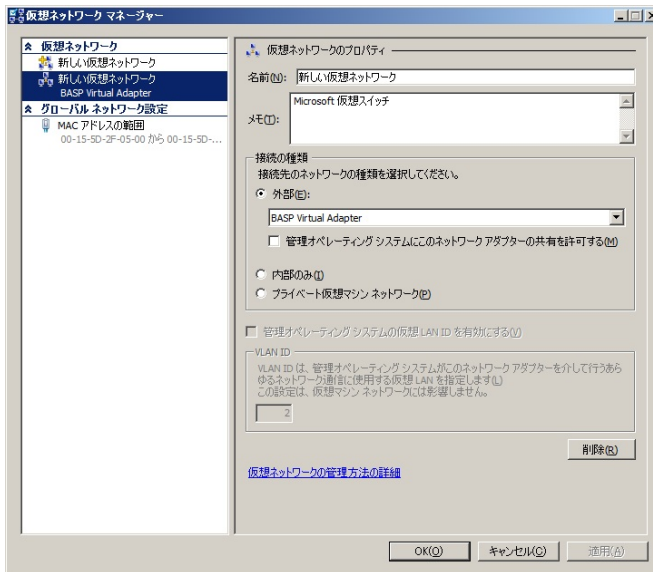 仮想ネットワーク マネージャー
仮想ネットワーク
新しい仮想ネットワーク
新しい仮想ネットワーク
BASP Virtual Adapter
グローバル ネットワーク設定
MAC アドレスの範囲
00-15-5D-2F-05-00 から 00-15-5D-...
仮想ネットワークのプロパティ
名前(N): 新しい仮想ネットワーク
メモ(T): Microsoft 仮想スイッチ
接続の種類
接続先のネットワークの種類を選択してください。
外部(E):
BASP Virtual Adapter
管理オペレーティング システムにこのネットワーク アダプターの共有を許可する(M)
内部のみ(I)
プライベート仮想マシン ネットワーク(P)
管理オペレーティング システムの仮想 LAN ID を有効にする(V)
VLAN ID
VLAN ID は、管理オペレーティング システムがこのネットワーク アダプターを介して行うあら
ゆるネットワーク通信に使用する仮想 LAN を指定します(L)
この設定は、仮想マシン ネットワークには影響しません。
2
削除(R)
仮想ネットワークの管理方法の詳細
OK(O) キャンセル(C) 適用(A)